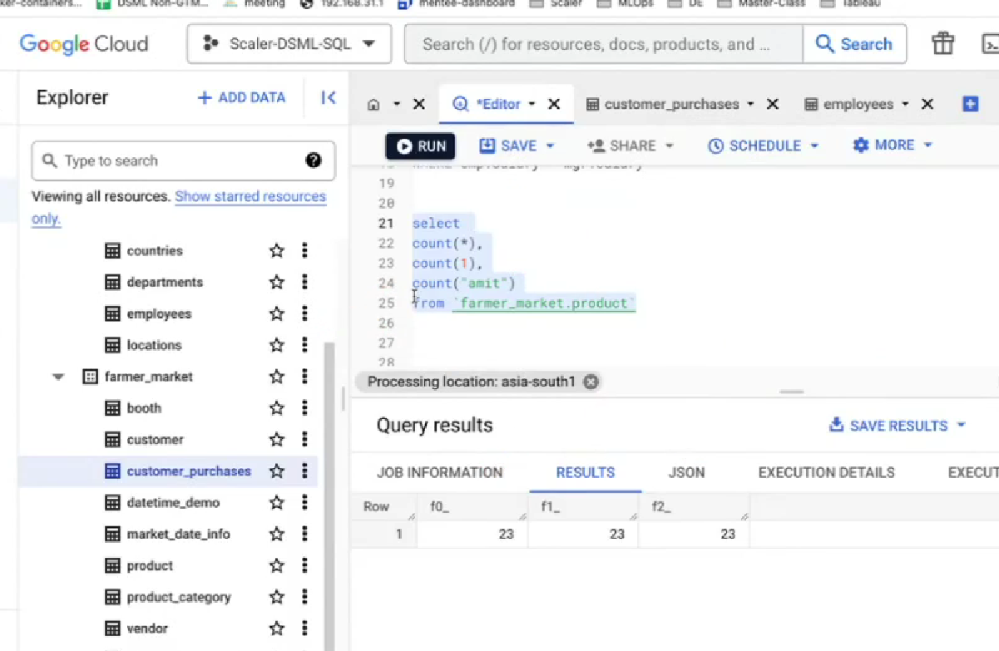 ker-containers... DSML Non-GTM... meeting 192.168.31.1 mentee-dashboard Scaler MLOps DE Master-Class Tableau
Google Cloud Scaler-DSML-SQL Search (/) for resources, docs, products, and ... Search
Explorer + ADD DATA
*Editor customer_purchases employees
RUN SAVE SHARE SCHEDULE MORE
Type to search
Viewing all resources. Show starred resources
only.
countries
departments
employees
locations
farmer_market
booth
customer
customer_purchases
datetime_demo
market_date_info
product
product_category
vendor
19
20
21 select
22 count(*),
23 count(1),
24 count("amit")
25 from `farmer_market.product`
26
27
28
Processing location: asia-south1
Query results SAVE RESULTS
JOB INFORMATION RESULTS JSON EXECUTION DETAILS EXECUT
Row f0_ f1_ f2_
1 23 23 23